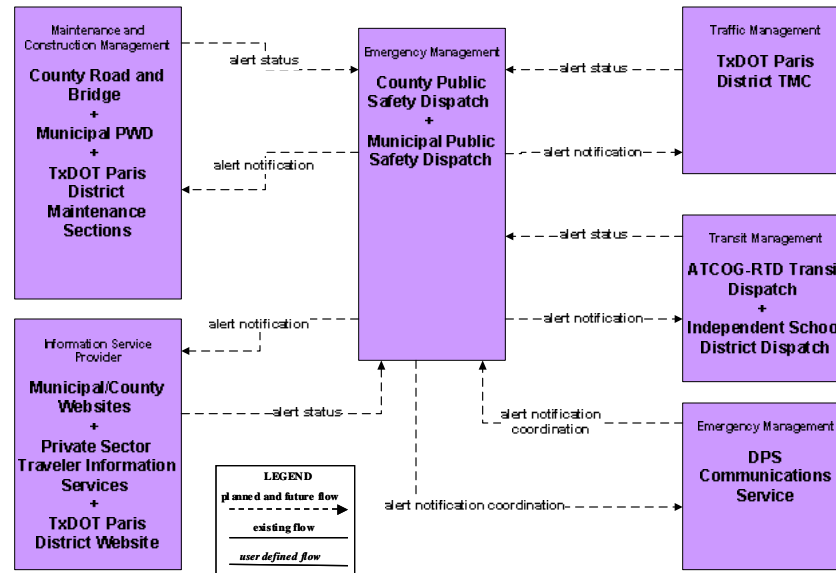 Maintenance and
Construction Management
County Road and
Bridge
+
Municipal PWD
+
TxDOT Paris
District
Maintenance
Sections
alert status
alert notification
Emergency Management
County Public
Safety Dispatch
+
Municipal Public
Safety Dispatch
alert status
alert notification
Traffic Management
TxDOT Paris
District TMC
alert status
alert notification
Transit Management
ATCOG-RTD Transi
Dispatch
+
Independent Schoo
District Dispatch
alert notification
alert status
Information Service
Provider
Municipal/County
Websites
+
Private Sector
Traveler Information
Services
+
TxDOT Paris
District Website
alert notification
coordination
alert notification coordination
Emergency Management
DPS
Communications
Service
LEGEND
planned and future flow
existing flow
user defined flow